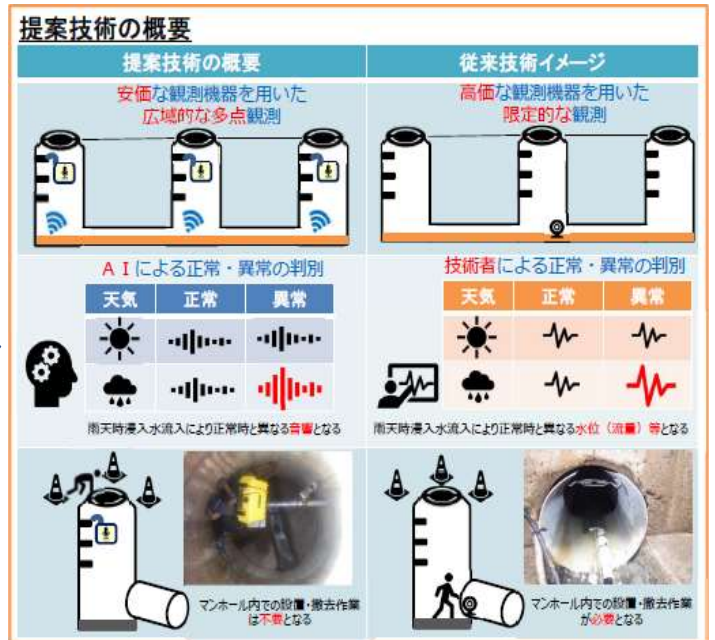 提案技術の概要
提案技術の概要
従来技術イメージ
安価な観測機器を用いた
広域的な多点観測
高価な観測機器を用いた
限定的な観測
ＡＩによる正常・異常の判別
天気 正常 異常
雨天時浸入水流入により正常時と異なる音響となる
技術者による正常・異常の判別
天気 正常 異常
雨天時浸入水流入により正常時と異なる水位（流量）等となる
マンホール内での設置・撤去作業
は不要となる
マンホール内での設置・撤去作業
が必要となる